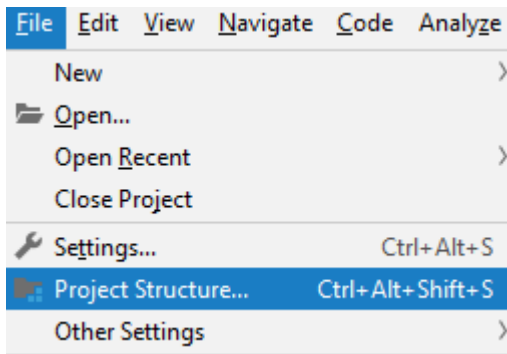 File Edit View Navigate Code Analyze
New
Open...
Open Recent
Close Project
Settings... Ctrl+Alt+S
Project Structure... Ctrl+Alt+Shift+S
Other Settings